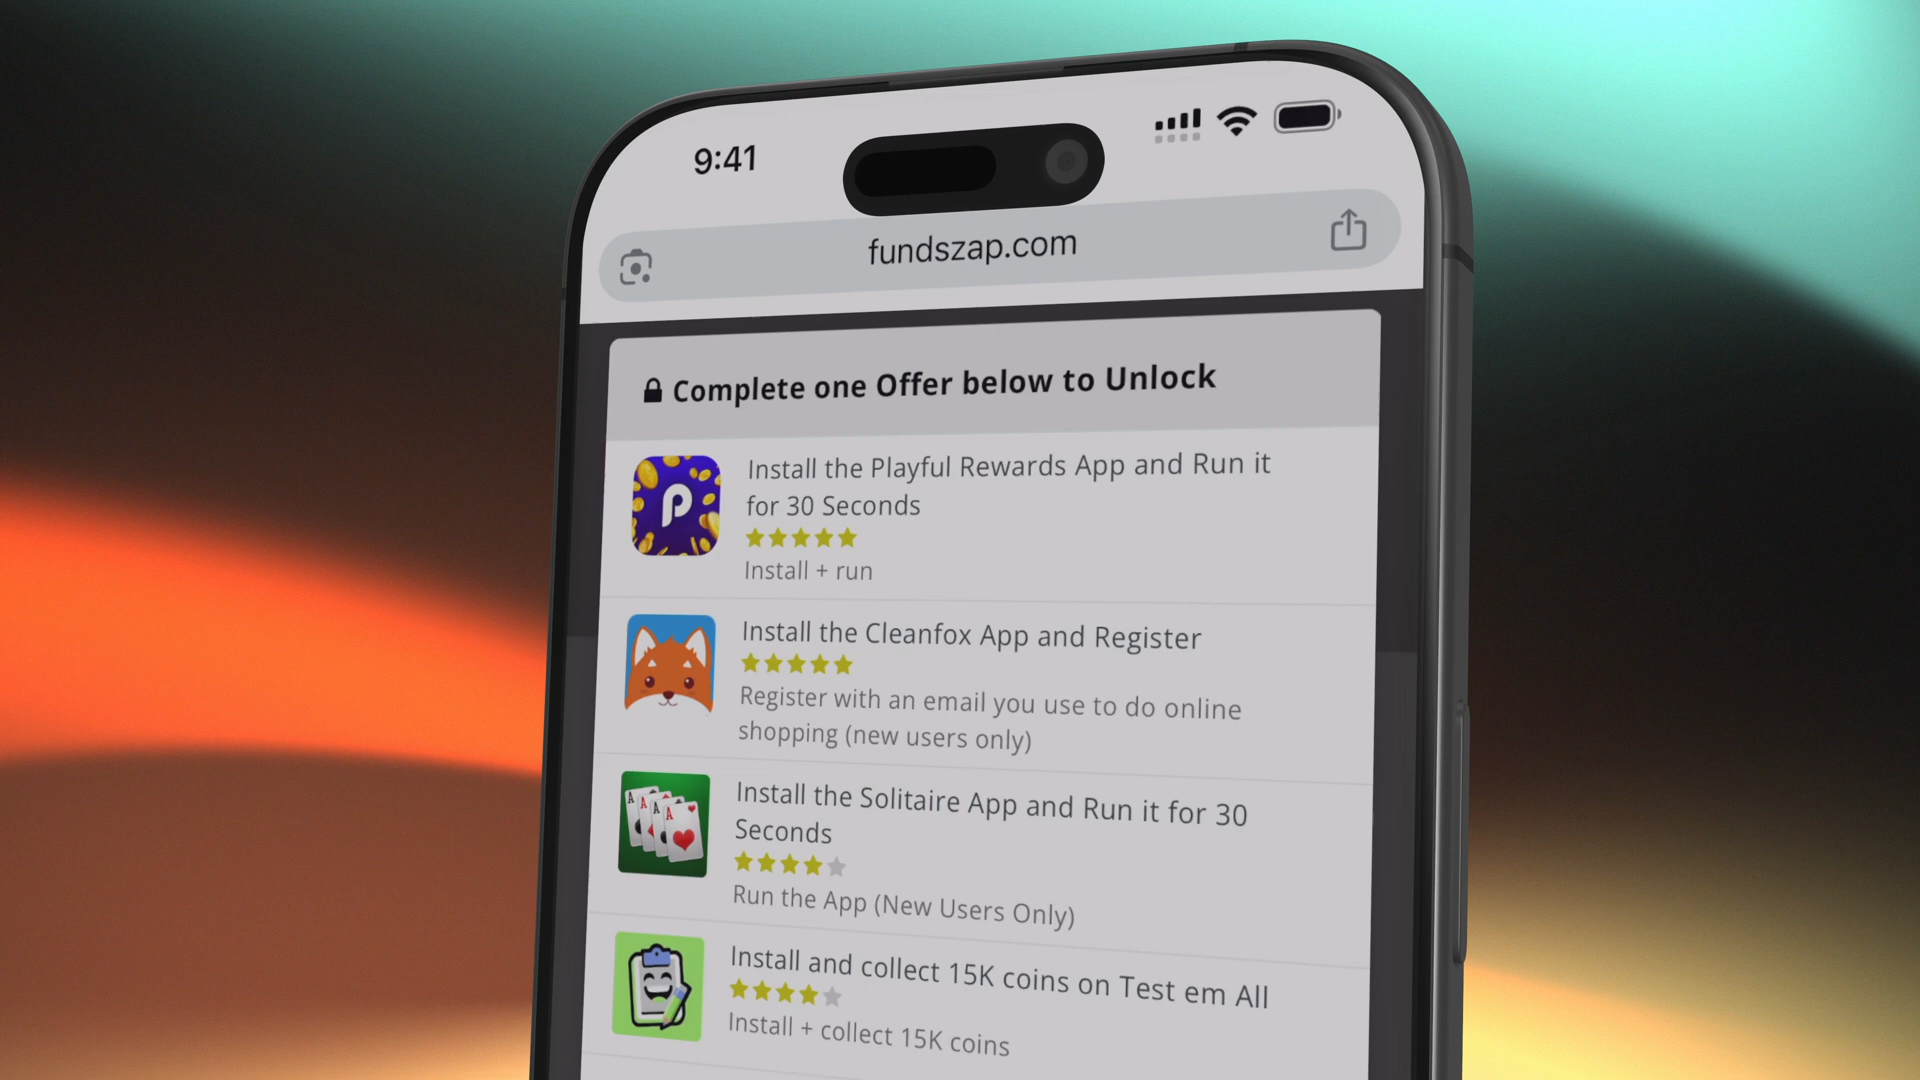 9:41
fundszap.com
Complete one Offer below to Unlock
P
Install the Playful Rewards App and Run it
for 30 Seconds
Install + run
Install the Cleanfox App and Register
Register with an email you use to do online
shopping (new users only)
A A A A
Install the Solitaire App and Run it for 30
Seconds
Run the App (New Users Only)
Install and collect 15K coins on Test em All
Install + collect 15K coins